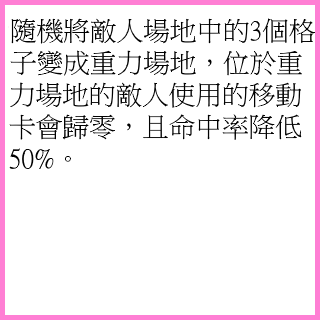 隨機將敵人場地中的3個格
子變成重力場地，位於重
力場地的敵人使用的移動
卡會歸零，且命中率降低
50%。